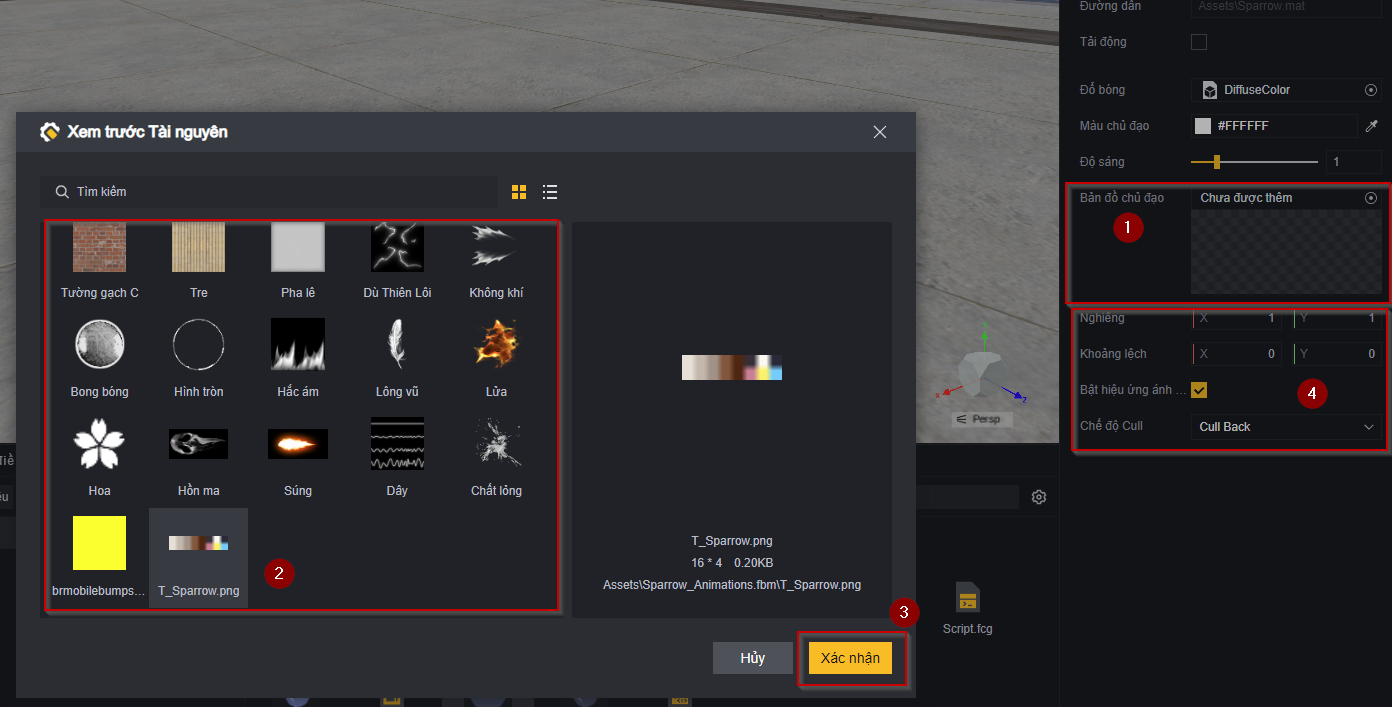 Đường dẫn
Assets\Sparrow.mat
Tải động
Đổ bóng
DiffuseColor
Màu chủ đạo
#FFFFFF
Độ sáng
1
Bản đồ chủ đạo
Chưa được thêm
1
Nghiêng
X 1
Y 1
Khoảng lệch
X 0
Y 0
Bật hiệu ứng ánh ...
4
Chế độ Cull
Cull Back
Xem trước Tài nguyên
Tìm kiếm
Tường gạch C
Tre
Pha lê
Dù Thiên Lôi
Không khí
Bong bóng
Hình tròn
Hắc ám
Lông vũ
Lửa
Hoa
Hồn ma
Súng
Dây
Chất lỏng
brmobilebumps...
T_Sparrow.png
2
T_Sparrow.png
16 * 4 0.20KB
Assets\Sparrow_Animations.fbm\T_Sparrow.png
3
Hủy
Xác nhận
Persp
x
z
Script.fcg